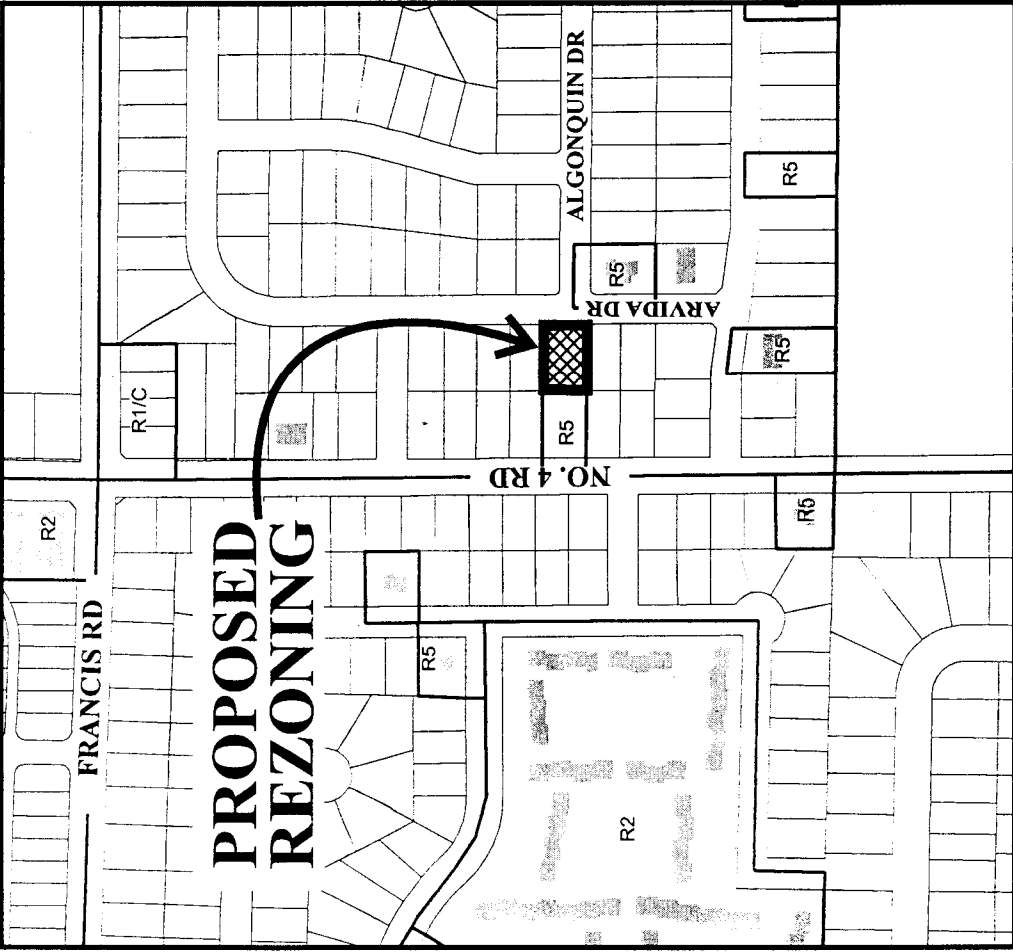 R2
FRANCIS RD
R1/C
PROPOSED
REZONING
R5
R2
NO. 4 RD
R5
R5
ARVIDA DR
ALGONQUIN DR
R5
R5
R5